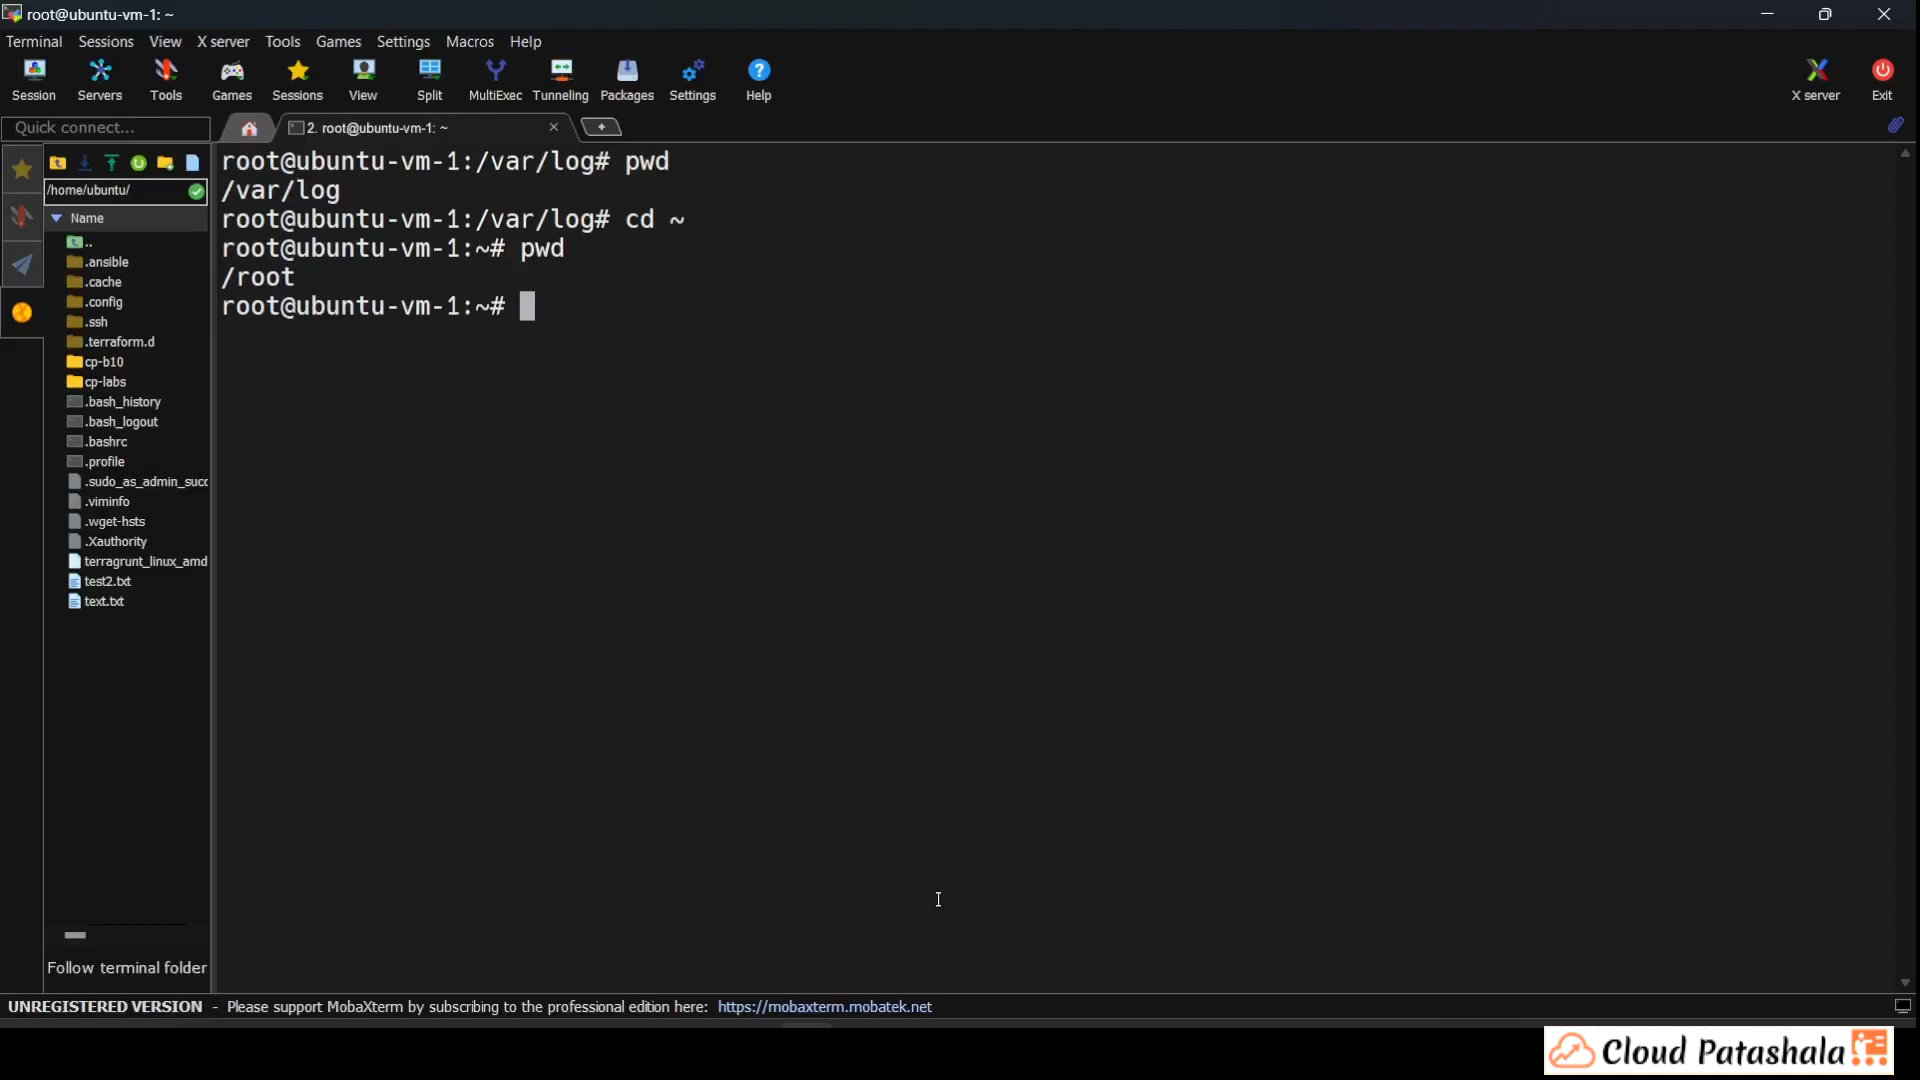 root@ubuntu-vm-1: ~
Terminal Sessions View X server Tools Games Settings Macros Help
Session Servers Tools Games Sessions View Split MultiExec Tunneling Packages Settings Help X server Exit
Quick connect... 2. root@ubuntu-vm-1: ~
/home/ubuntu/
Name
..
.ansible
.cache
.config
.ssh
.terraform.d
cp-b10
cp-labs
.bash_history
.bash_logout
.bashrc
.profile
.sudo_as_admin_succ
.viminfo
.wget-hsts
.Xauthority
terragrunt_linux_amd
test2.txt
text.txt
Follow terminal folder
root@ubuntu-vm-1:/var/log# pwd
/var/log
root@ubuntu-vm-1:/var/log# cd ~
root@ubuntu-vm-1:~# pwd
/root
root@ubuntu-vm-1:~#
UNREGISTERED VERSION - Please support MobaXterm by subscribing to the professional edition here: https://mobaxterm.mobatek.net
Cloud Patashala